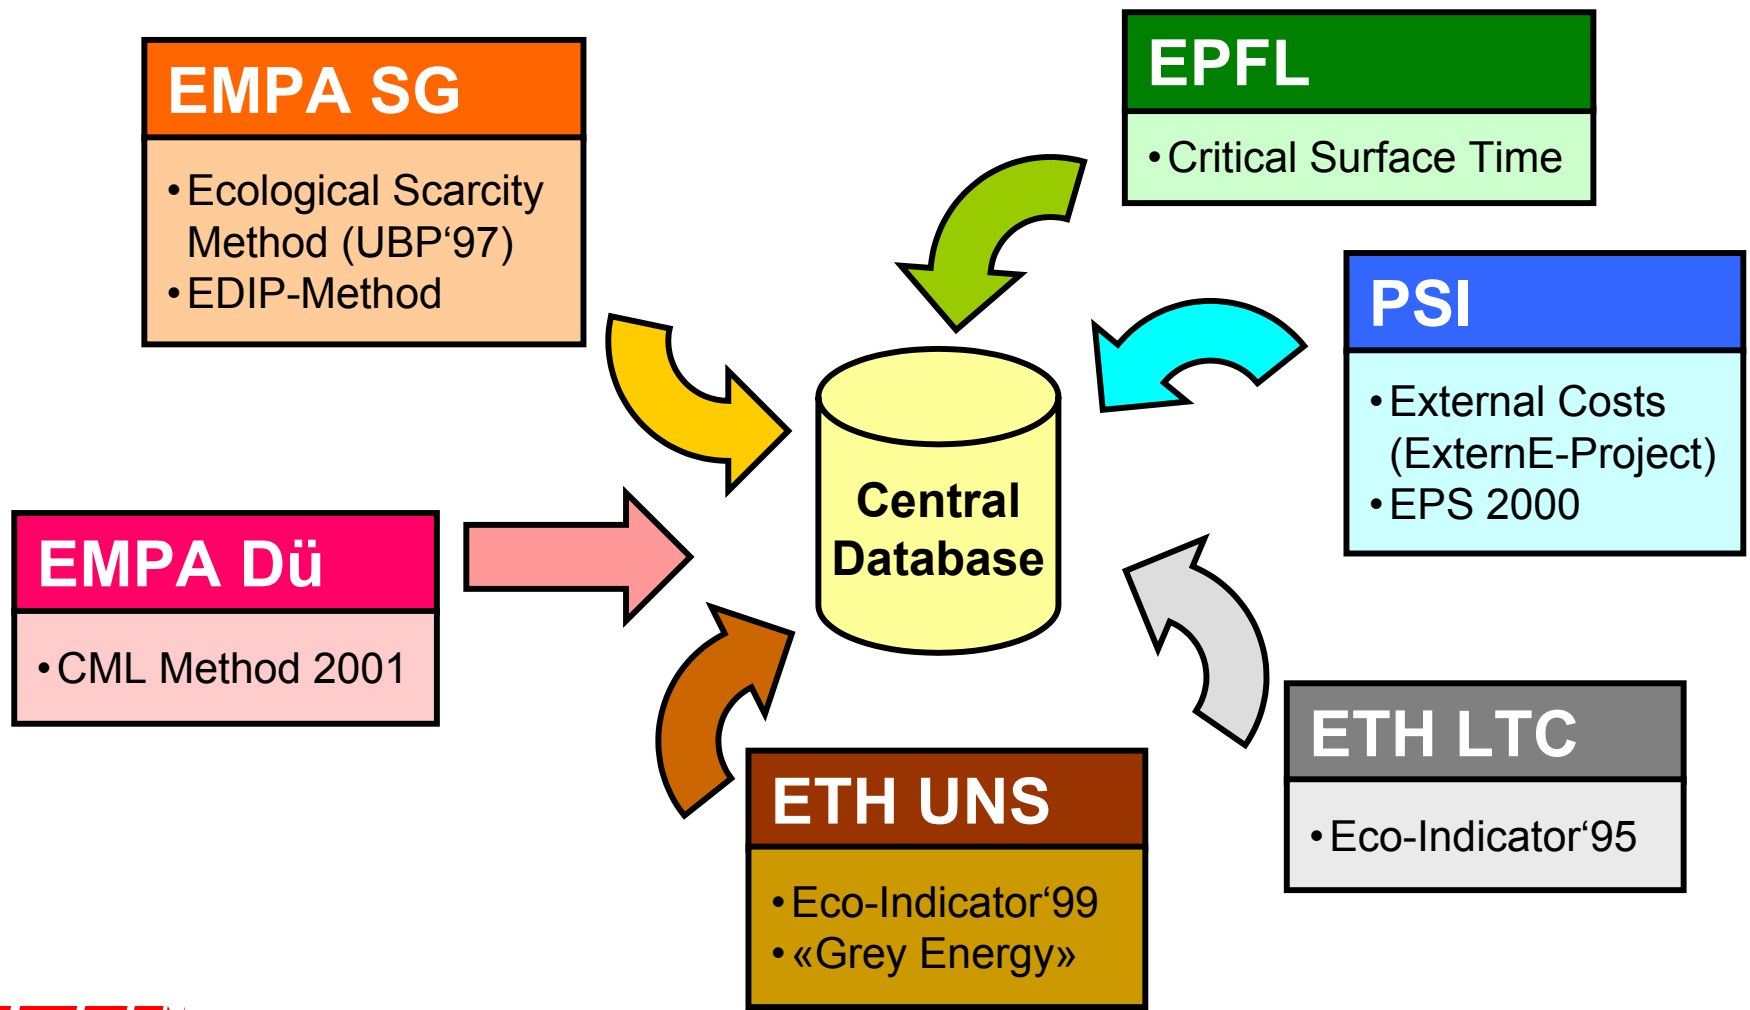 EMPA SG
• Ecological Scarcity
Method (UBP‘97)
• EDIP-Method
EPFL
• Critical Surface Time
PSI
• External Costs
(ExternE-Project)
• EPS 2000
Central
Database
EMPA Dü
• CML Method 2001
ETH UNS
• Eco-Indicator‘99
• «Grey Energy»
ETH LTC
• Eco-Indicator‘95